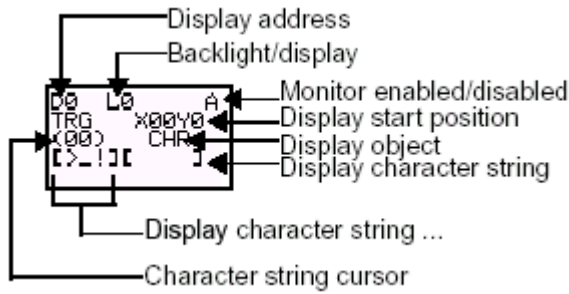 Display address
Backlight/display
Monitor enabled/disabled
Display start position
Display object
Display character string
D0 L0 A
TRG X00Y0
(00) CHR
[>_!][ ]
Display character string ...
Character string cursor